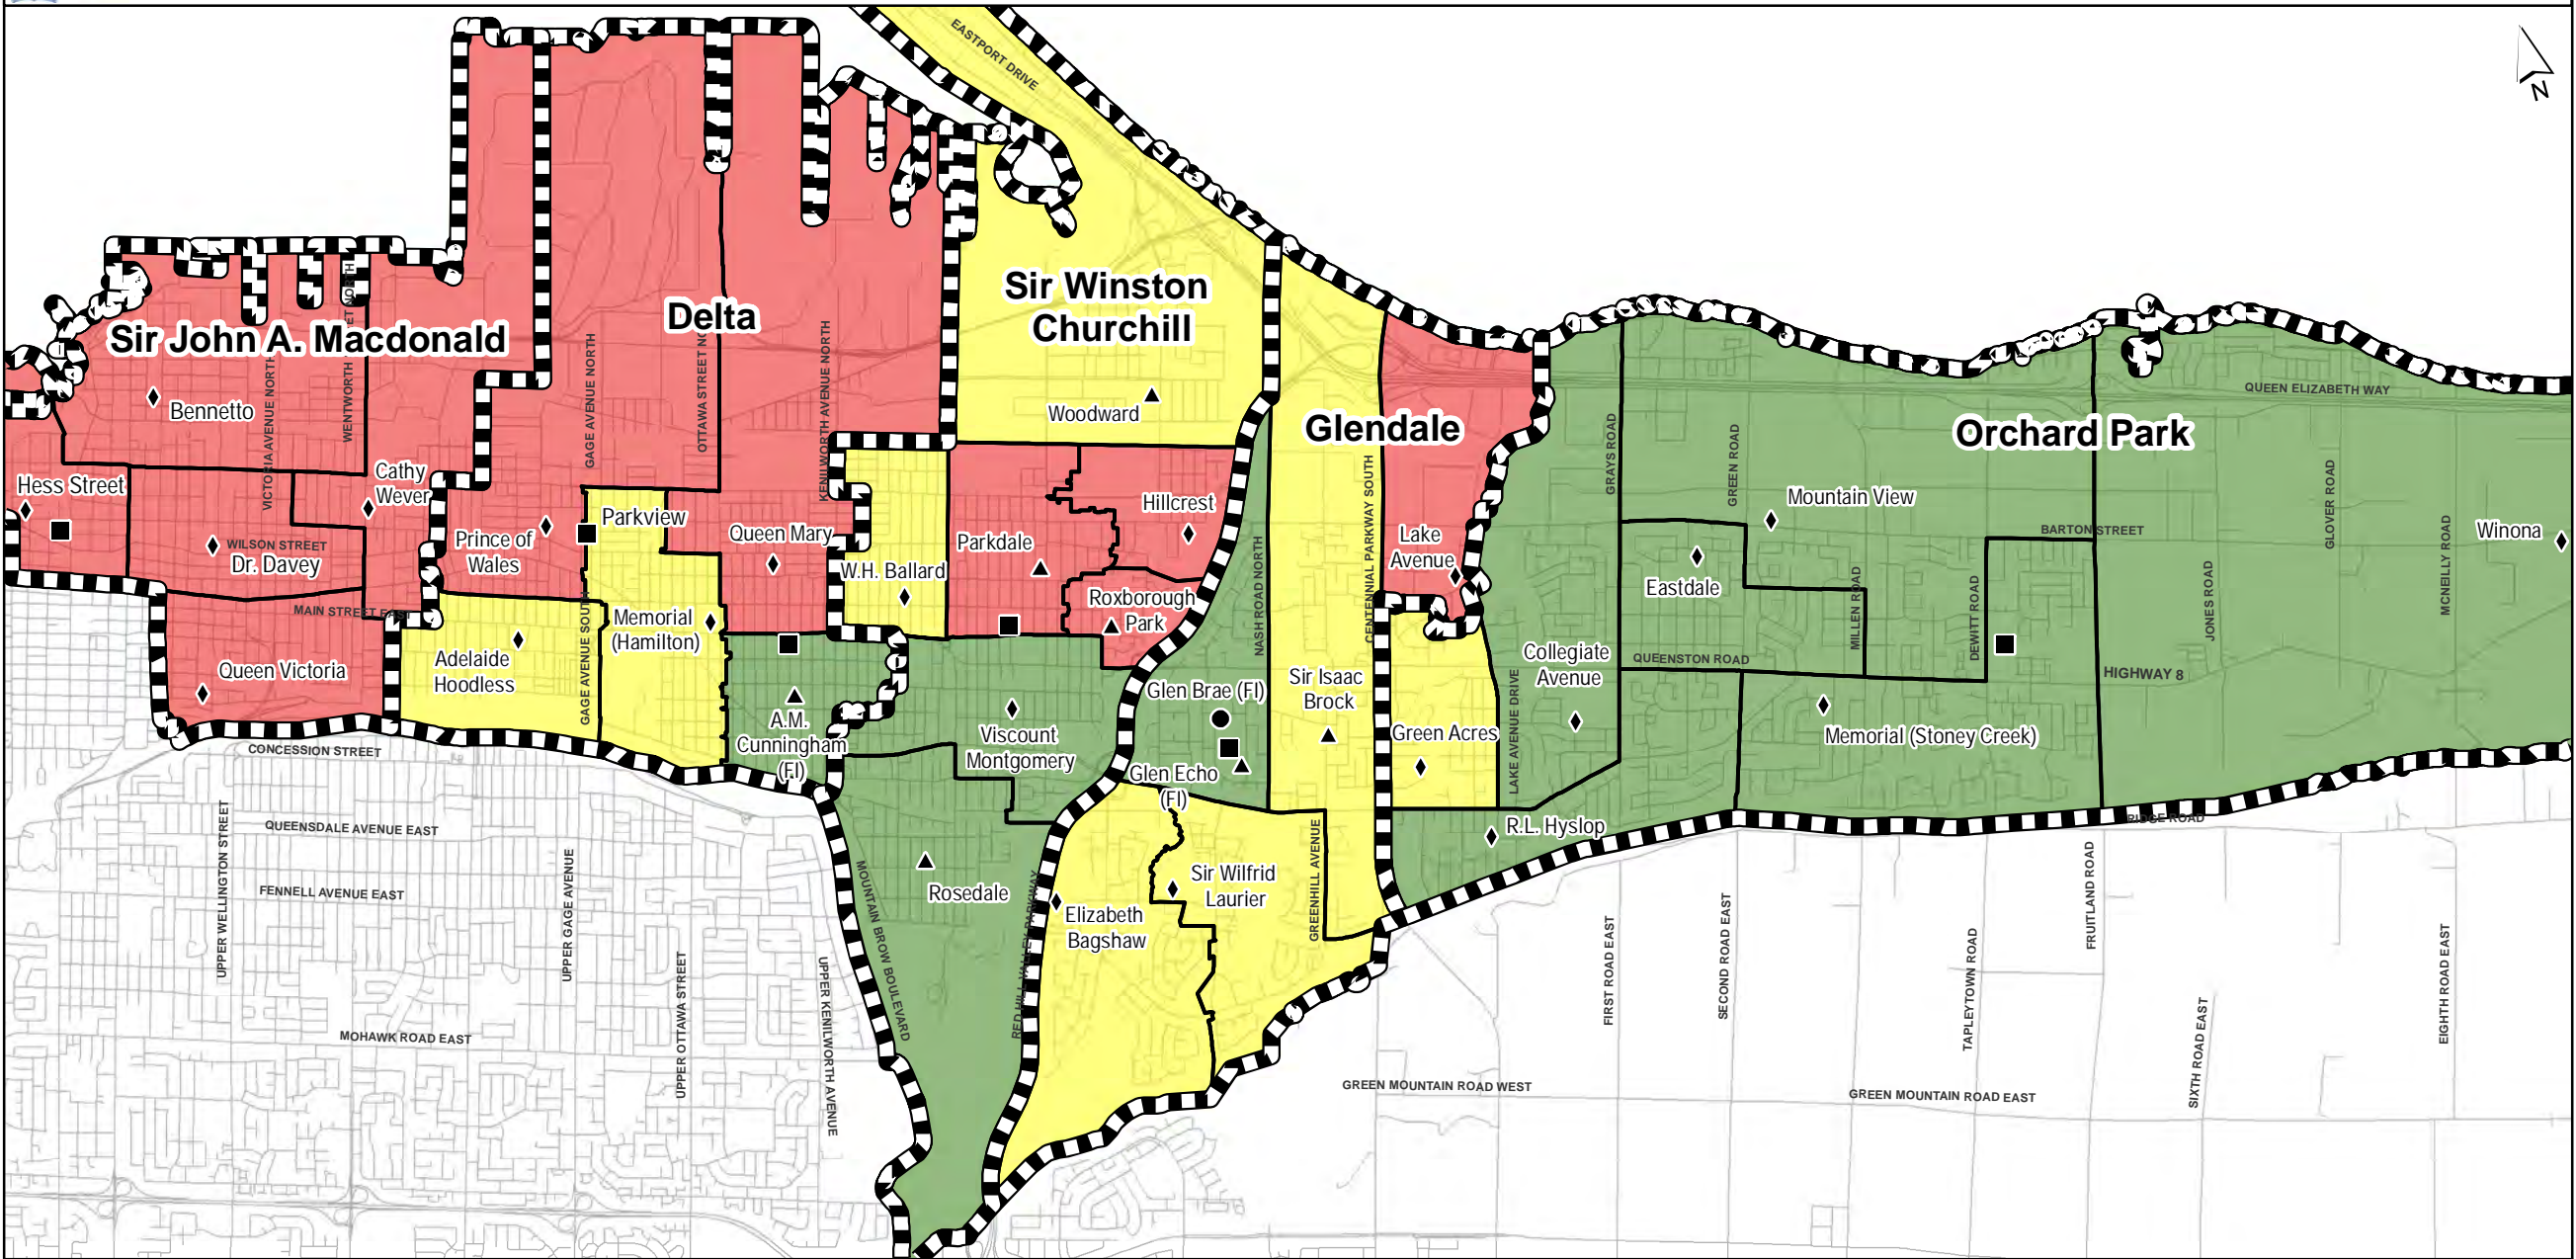 EASTPORT DRIVE
N
Sir Winston
Churchill
Delta
Sir John A. Macdonald
Glendale
Orchard Park
QUEEN ELIZABETH WAY
Bennetto
Woodward
VICTORIA AVENUE NORTH
WENTWORTH
NORTH
GAGE AVENUE NORTH
OTTAWA STREET NO
KENILWORTH AVENUE NORTH
Hess Street
Cathy
Wever
Parkview
Prince of
Wales
Queen Mary
WILSON STREET
Dr. Davey
W.H. Ballard
Parkdale
Hillcrest
Roxborough
Park
Lake
Avenue
CENTENNIAL PARKWAY SOUTH
NASH ROAD NORTH
GRAYS ROAD
GREEN ROAD
Mountain View
BARTON STREET
Winona
GLOVER ROAD
MCNEILLY ROAD
JONES ROAD
Eastdale
MILLEN ROAD
DEWITT ROAD
MAIN STREET EAST
Queen Victoria
Adelaide
Hoodless
GAGE AVENUE SOUTH
Memorial
(Hamilton)
A.M.
Cunningham
(FI)
Viscount
Montgomery
Glen Brae (FI)
Glen Echo
(FI)
Sir Isaac
Brock
Green Acres
LAKE AVENUE DRIVE
Collegiate
Avenue
QUEENSTON ROAD
HIGHWAY 8
Memorial (Stoney Creek)
CONCESSION STREET
R.L. Hyslop
RIDGE ROAD
QUEENSDALE AVENUE EAST
UPPER WELLINGTON STREET
FENNELL AVENUE EAST
UPPER GAGE AVENUE
UPPER OTTAWA STREET
UPPER KENILWORTH AVENUE
MOUNTAIN BROW BOULEVARD
Rosedale
RED HILL VALLEY PARKWAY
Elizabeth
Bagshaw
Sir Wilfrid
Laurier
GREENHILL AVENUE
FIRST ROAD EAST
SECOND ROAD EAST
TAPLEYTOWN ROAD
FRUITLAND ROAD
SIXTH ROAD EAST
EIGHTH ROAD EAST
MOHAWK ROAD EAST
GREEN MOUNTAIN ROAD WEST
GREEN MOUNTAIN ROAD EAST